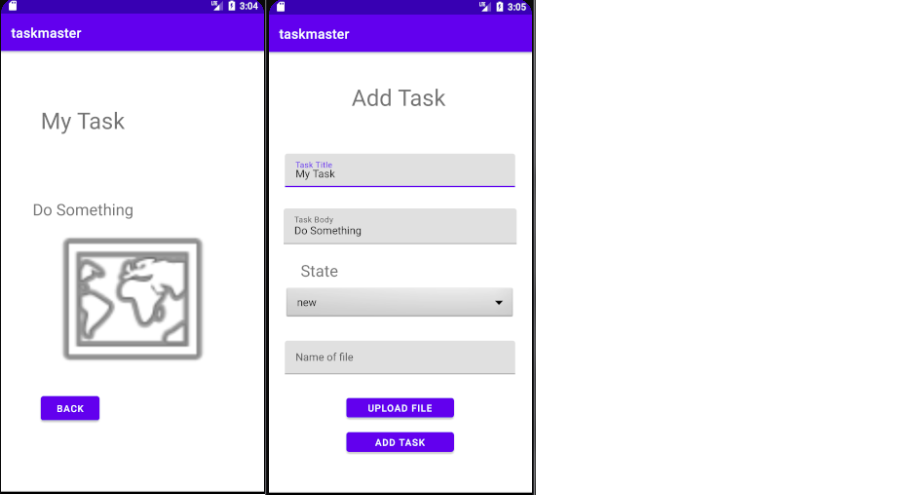 3:04
taskmaster
My Task
Do Something
BACK
3:05
taskmaster
Add Task
Task Title
My Task
Task Body
Do Something
State
new
Name of file
UPLOAD FILE
ADD TASK